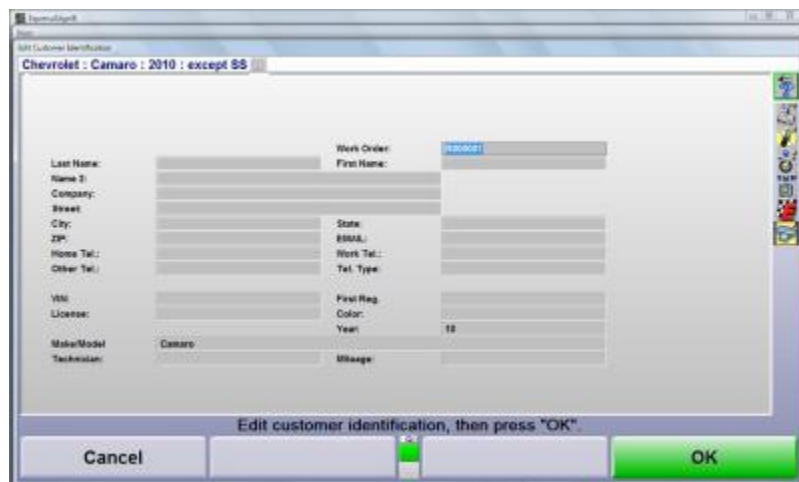 Edit Customer Identification
Chevrolet : Camaro : 2010 : except SS
Work Order:
Last Name: First Name:
Name 2:
Company:
Street:
City: State:
ZIP: EMAIL:
Home Tel.: Work Tel.:
Other Tel.: Tel. Type:
VIN: First Reg.
License: Color:
Year: 10
Make/Model Camaro
Technician: Mileage:
Edit customer identification, then press "OK".
Cancel OK